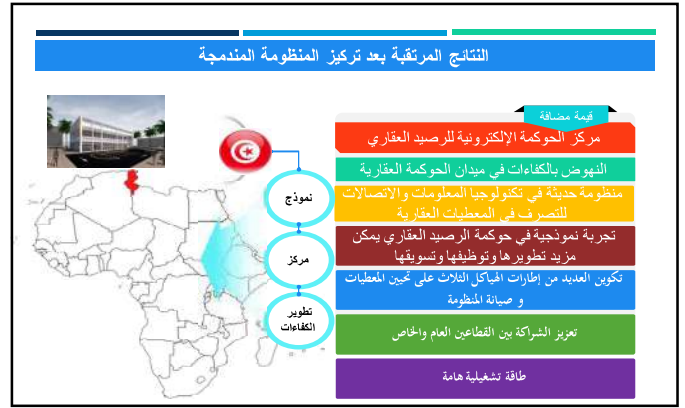 النتائج المرتقبة بعد تركيز المنظومة المندمجة
قيمة مضافة
مركز الحوكمة الإلكترونية للرصيد العقاري
النهوض بالكفاءات في ميدان الحوكمة العقارية
منظومة حديثة في تكنولوجيا المعلومات والاتصالات
للتصرف في المعطيات العقارية
تجربة نموذجية في حوكمة الرصيد العقاري يمكن
مزيد تطويرها وتوظيفها وتسويقها
تكوين العديد من إطارات الهياكل الثلاث على تحيين المعطيات
و صيانة المنظومة
تعزيز الشراكة بين القطاعين العام والخاص
طاقة تشغيلية هامة
نموذج
مركز
تطوير
الكفاءات